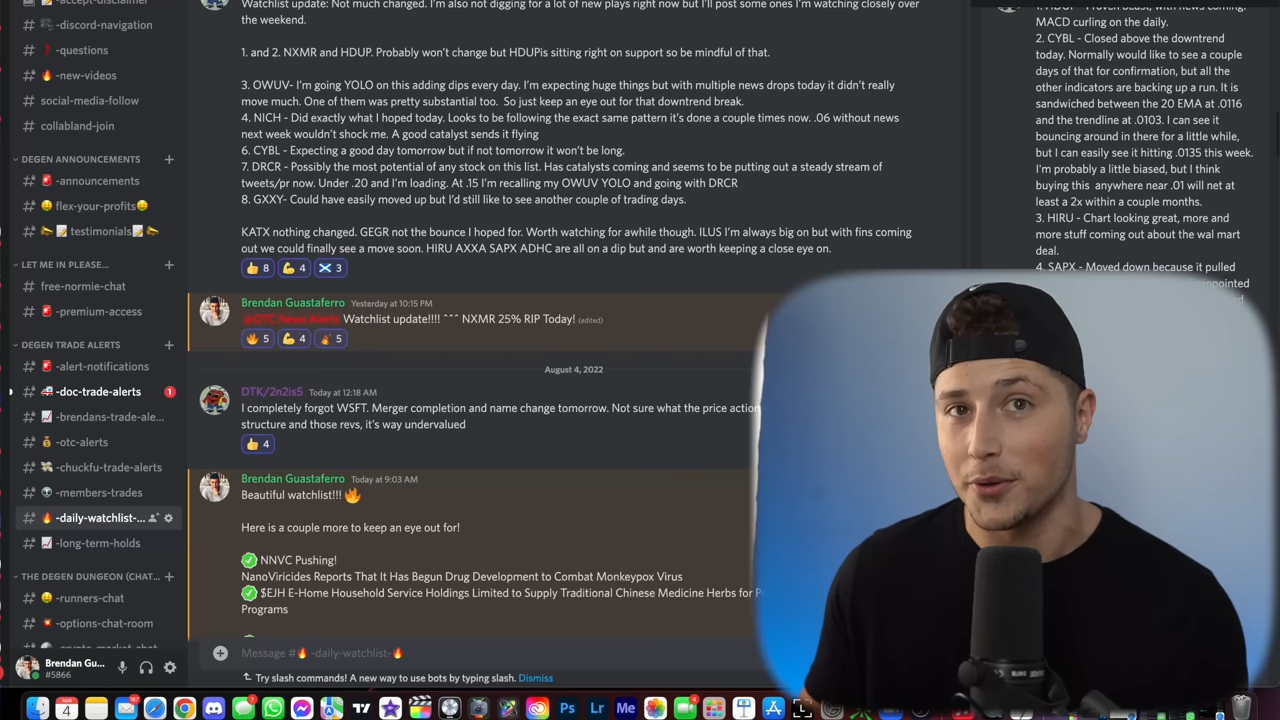 -accept-disclaimer
-discord-navigation
-questions
-new-videos
social-media-follow
collabland-join
DEGEN ANNOUNCEMENTS
-announcements
flex-your-profits
testimonials
LET ME IN PLEASE...
free-normie-chat
-premium-access
DEGEN TRADE ALERTS
-alert-notifications
-doc-trade-alerts 1
-brendans-trade-ale...
-otc-alerts
-chuckfu-trade-alerts
-members-trades
-daily-watchlist-...
-long-term-holds
THE DEGEN DUNGEON (CHAT...
-runners-chat
-options-chat-room
-crypto-market-chat
Brendan Gu...
#5866
Watchlist update: Not much changed. I'm also not digging for a lot of new plays right now but I'll post some ones I'm watching closely over
the weekend.
1. and 2. NXMR and HDUP. Probably won't change but HDUPis sitting right on support so be mindful of that.
3. OWUV- I'm going YOLO on this adding dips every day. I'm expecting huge things but with multiple news drops today it didn't really
move much. One of them was pretty substantial too. So just keep an eye out for that downtrend break.
4. NICH - Did exactly what I hoped today. Looks to be following the exact same pattern it's done a couple times now. .06 without news
next week wouldn't shock me. A good catalyst sends it flying
6. CYBL - Expecting a good day tomorrow but if not tomorrow it won't be long.
7. DRCR - Possibly the most potential of any stock on this list. Has catalysts coming and seems to be putting out a steady stream of
tweets/pr now. Under .20 and I'm loading. At .15 I'm recalling my OWUV YOLO and going with DRCR
8. GXXY- Could have easily moved up but I'd still like to see another couple of trading days.
KATX nothing changed. GEGR not the bounce I hoped for. Worth watching for awhile though. ILUS I'm always big on but with fins coming
out we could finally see a move soon. HIRU AXXA SAPX ADHC are all on a dip but and are worth keeping a close eye on.
8 4 3
Brendan Guastaferro Yesterday at 10:15 PM
@OTC News Alerts Watchlist update!!!! ^^^ NXMR 25% RIP Today! (edited)
5 4 5
August 4, 2022
DTK/2n2is5 Today at 12:18 AM
I completely forgot WSFT. Merger completion and name change tomorrow. Not sure what the price action
structure and those revs, it's way undervalued
4
Brendan Guastaferro Today at 9:03 AM
Beautiful watchlist!!!
Here is a couple more to keep an eye out for!
NNVC Pushing!
NanoViricides Reports That It Has Begun Drug Development to Combat Monkeypox Virus
$EJH E-Home Household Service Holdings Limited to Supply Traditional Chinese Medicine Herbs for
Programs
Message # -daily-watchlist-
Try slash commands! A new way to use bots by typing slash. Dismiss
1. HDUP - Proven beast, with news coming.
MACD curling on the daily.
2. CYBL - Closed above the downtrend
today. Normally would like to see a couple
days of that for confirmation, but all the
other indicators are backing up a run. It is
sandwiched between the 20 EMA at .0116
and the trendline at .0103. I can see it
bouncing around in there for a little while,
but I can easily see it hitting .0135 this week.
I'm probably a little biased, but I think
buying this anywhere near .01 will net at
least a 2x within a couple months.
3. HIRU - Chart looking great, more and
more stuff coming out about the wal mart
deal.
4. SAPX - Moved down because it pulled
AUG
4
Ps
Lr
Me